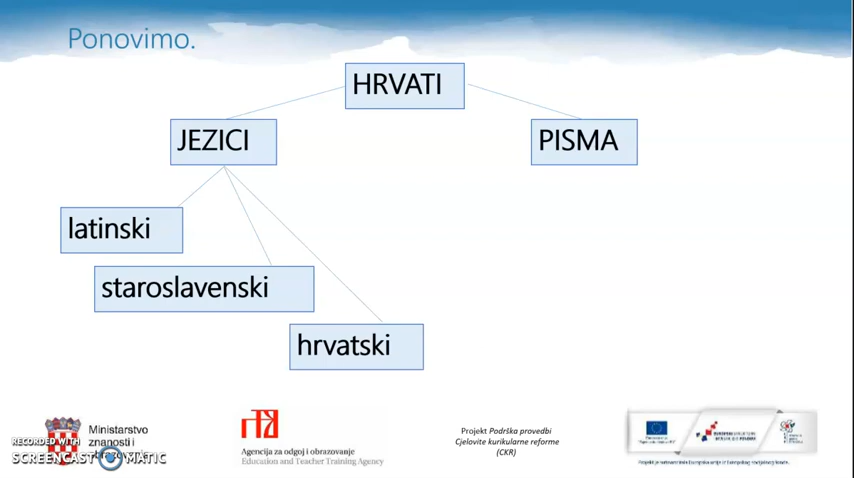 Ponovimo.
HRVATI
JEZICI
PISMA
latinski
staroslavenski
hrvatski
Ministarstvo
znanosti i
obrazovanja
RECORDED WITH
SCREENCAST MATIC
Agencija za odgoj i obrazovanje
Education and Teacher Training Agency
Projekt Podrška provedbi
Cjelovite kurikularne reforme
(CKR)